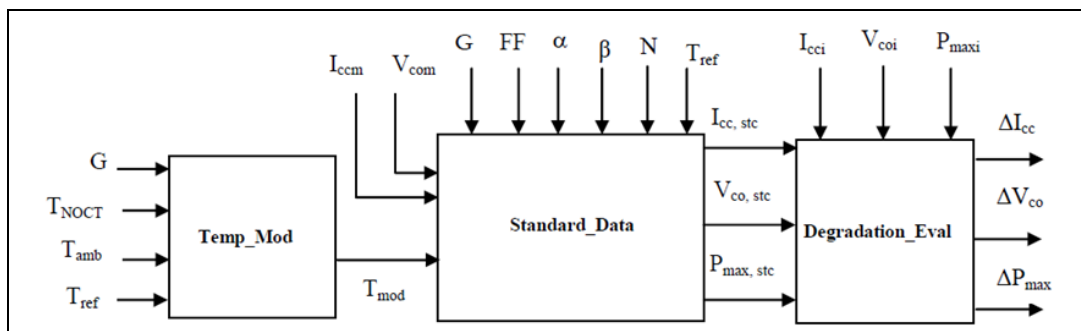 G FF α β N T_ref
I_ccm V_com
I_cci V_coi P_maxi
G
T_NOCT
T_amb
T_ref
Temp_Mod
T_mod
Standard_Data
I_cc, stc
V_co, stc
P_max, stc
Degradation_Eval
ΔI_cc
ΔV_co
ΔP_max